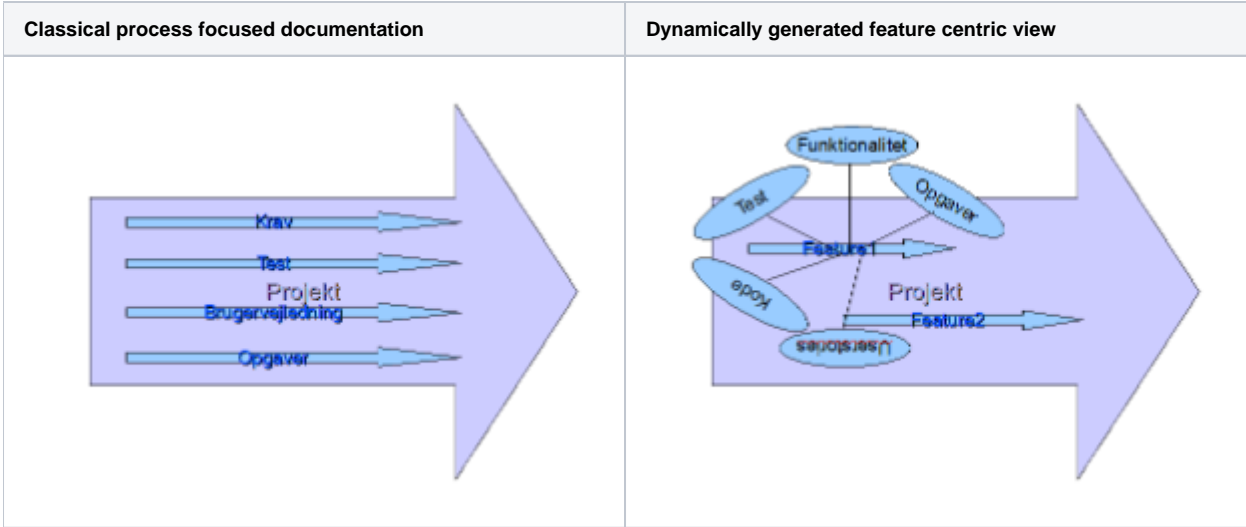 Classical process focused documentation
Dynamically generated feature centric view
Krav
Test
Projekt
Brugervejledning
Opgaver
Funktionalitet
Test
Opgaver
Feature1
Kode
Projekt
Feature2
Userstories